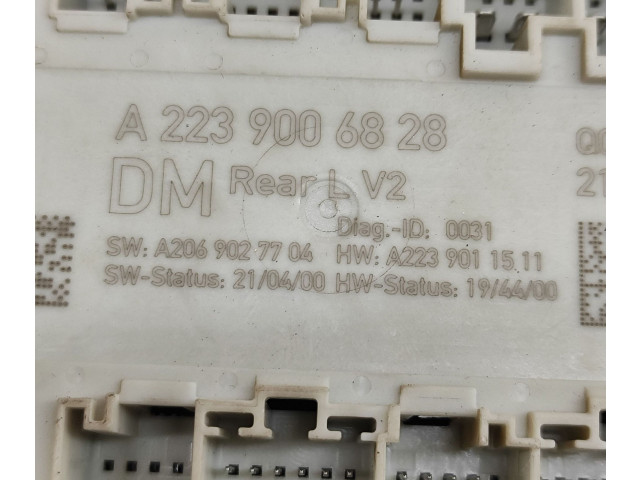 A 223 900 68 28
DM Rear L V2
Diag.-ID: 0031
SW: A206 902 77 04 HW: A223 901 15 11
SW-Status: 21/04/00 HW-Status: 19/44/00
21